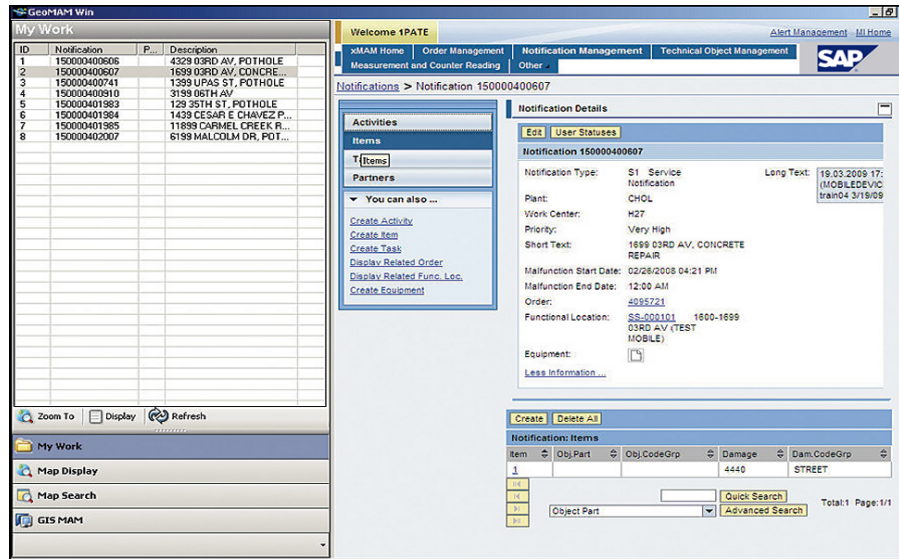 GeoMAM Win
My Work
ID Notification P... Description
1 150000400606 4329 03RD AV, POTHOLE
2 150000400607 1699 03RD AV, CONCRE...
3 150000400741 1399 UPAS ST, POTHOLE
4 150000400910 3199 06TH AV
5 150000401983 129 35TH ST, POTHOLE
6 150000401984 1439 CESAR E CHAVEZ P...
7 150000401985 11899 CARMEL CREEK R...
8 150000402007 6199 MALCOLM DR, POT...
Zoom To Display Refresh
My Work
Map Display
Map Search
GIS MAM
Welcome 1PATE
Alert Management MI Home
xMAM Home Order Management Notification Management Technical Object Management
Measurement and Counter Reading Other
SAP
Notifications > Notification 150000400607
Activities
Items
T Items
Partners
You can also ...
Create Activity
Create Item
Create Task
Display Related Order
Display Related Func. Loc.
Create Equipment
Notification Details
Edit User Statuses
Notification 150000400607
Notification Type: S1 Service Notification
Long Text: 19.03.2009 17:
(MOBILEDEVIC
train04 3/19/09
Plant: CHOL
Work Center: H27
Priority: Very High
Short Text: 1699 03RD AV, CONCRETE
REPAIR
Malfunction Start Date: 02/26/2008 04:21 PM
Malfunction End Date: 12:00 AM
Order: 4095721
Functional Location: SS-000101 1600-1699
03RD AV (TEST
MOBILE)
Equipment:
Less Information ...
Create Delete All
Notification: Items
Item Obj.Part Obj.CodeGrp Damage Dam.CodeGrp
1 4440 STREET
Quick Search
Object Part Advanced Search
Total:1 Page:1/1